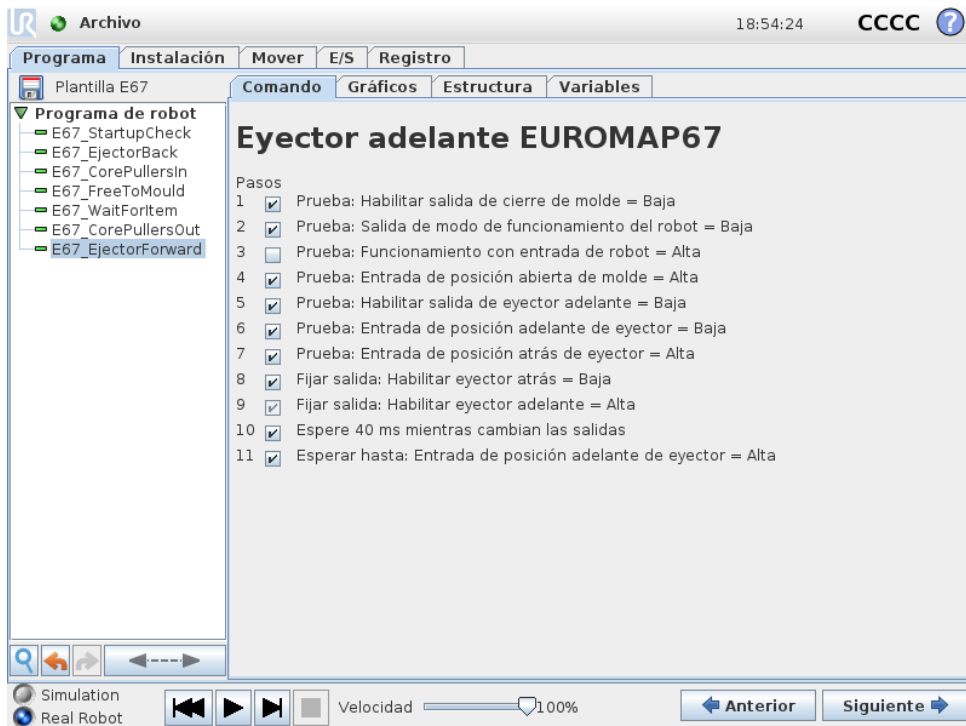 UR Archivo 18:54:24 CCCC ?
Programa Instalación Mover E/S Registro
Plantilla E67
Comando Gráficos Estructura Variables
Programa de robot
E67_StartupCheck
E67_EjectorBack
E67_CorePullersIn
E67_FreeToMould
E67_WaitForItem
E67_CorePullersOut
E67_EjectorForward
Eyector adelante EUROMAP67
Pasos
1 Prueba: Habilitar salida de cierre de molde = Baja
2 Prueba: Salida de modo de funcionamiento del robot = Baja
3 Prueba: Funcionamiento con entrada de robot = Alta
4 Prueba: Entrada de posición abierta de molde = Alta
5 Prueba: Habilitar salida de eyector adelante = Baja
6 Prueba: Entrada de posición adelante de eyector = Baja
7 Prueba: Entrada de posición atrás de eyector = Alta
8 Fijar salida: Habilitar eyector atrás = Baja
9 Fijar salida: Habilitar eyector adelante = Alta
10 Espere 40 ms mientras cambian las salidas
11 Esperar hasta: Entrada de posición adelante de eyector = Alta
Simulation
Real Robot
Velocidad 100%
Anterior Siguiente